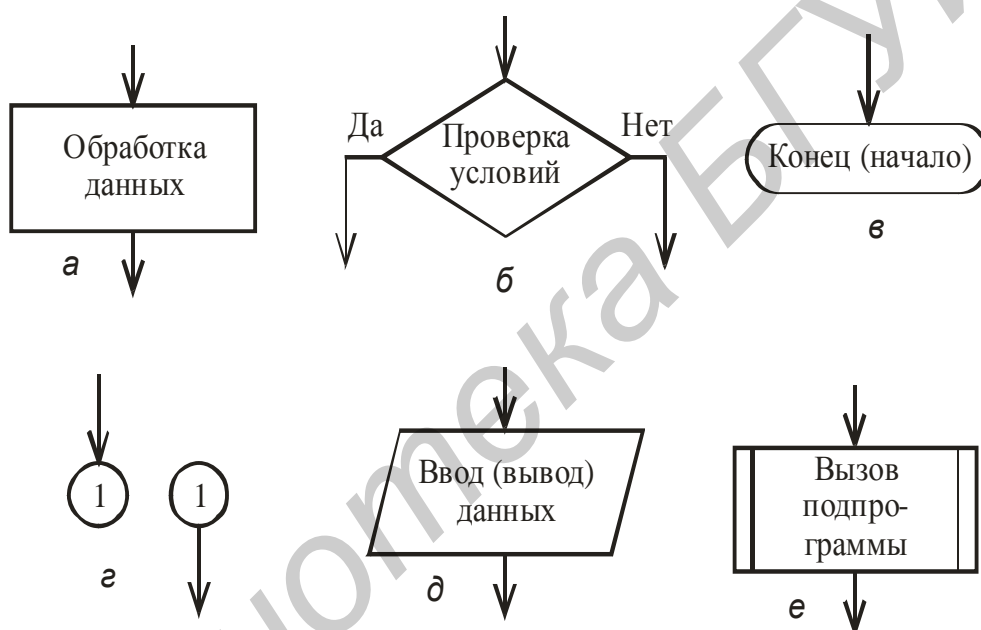 Обработка
данных
а
Да
Проверка
условий
Нет
б
Конец (начало)
в
1
1
г
Ввод (вывод)
данных
д
Вызов
подпро-
граммы
е